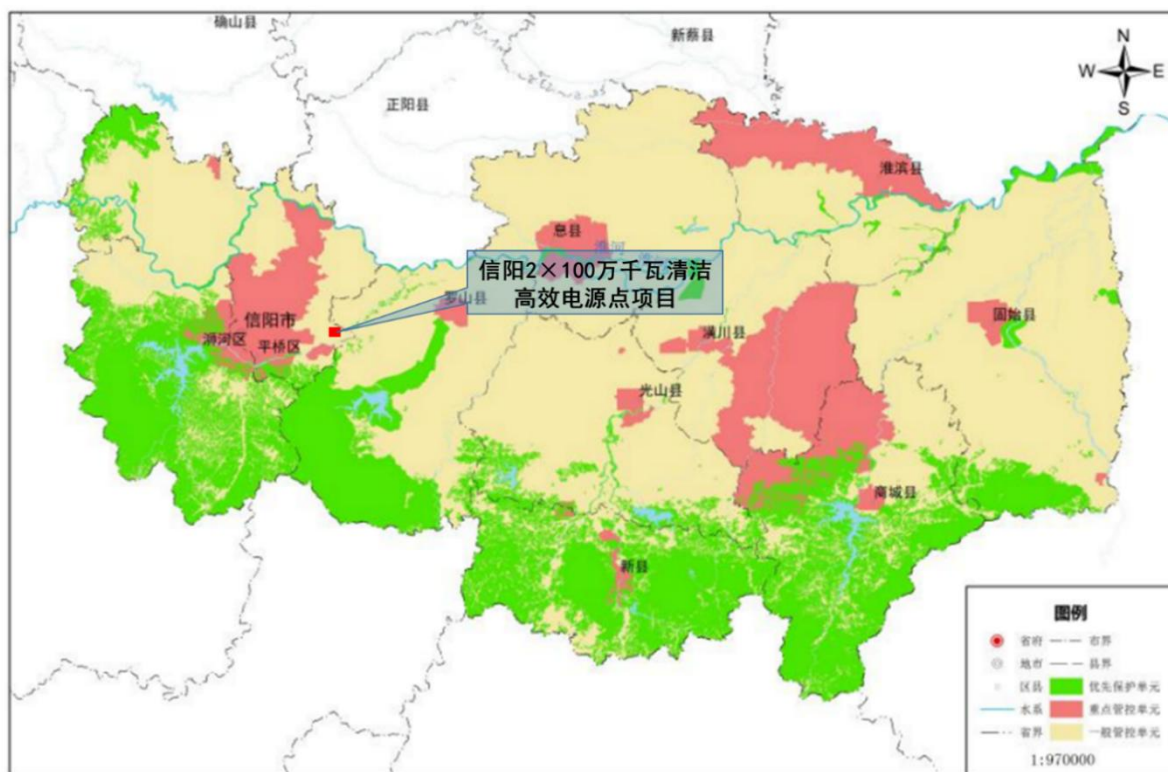 确山县
新蔡县
正阳县
N
W E
S
淮滨县
息县
淮河
信阳2×100万千瓦清洁
高效电源点项目
罗山县
信阳市
浉河区 平桥区
潢川县
固始县
光山县
商城县
新县
图例
省府 市界
地市 县界
区县 优先保护单元
水系 重点管控单元
省界 一般管控单元
1:970000